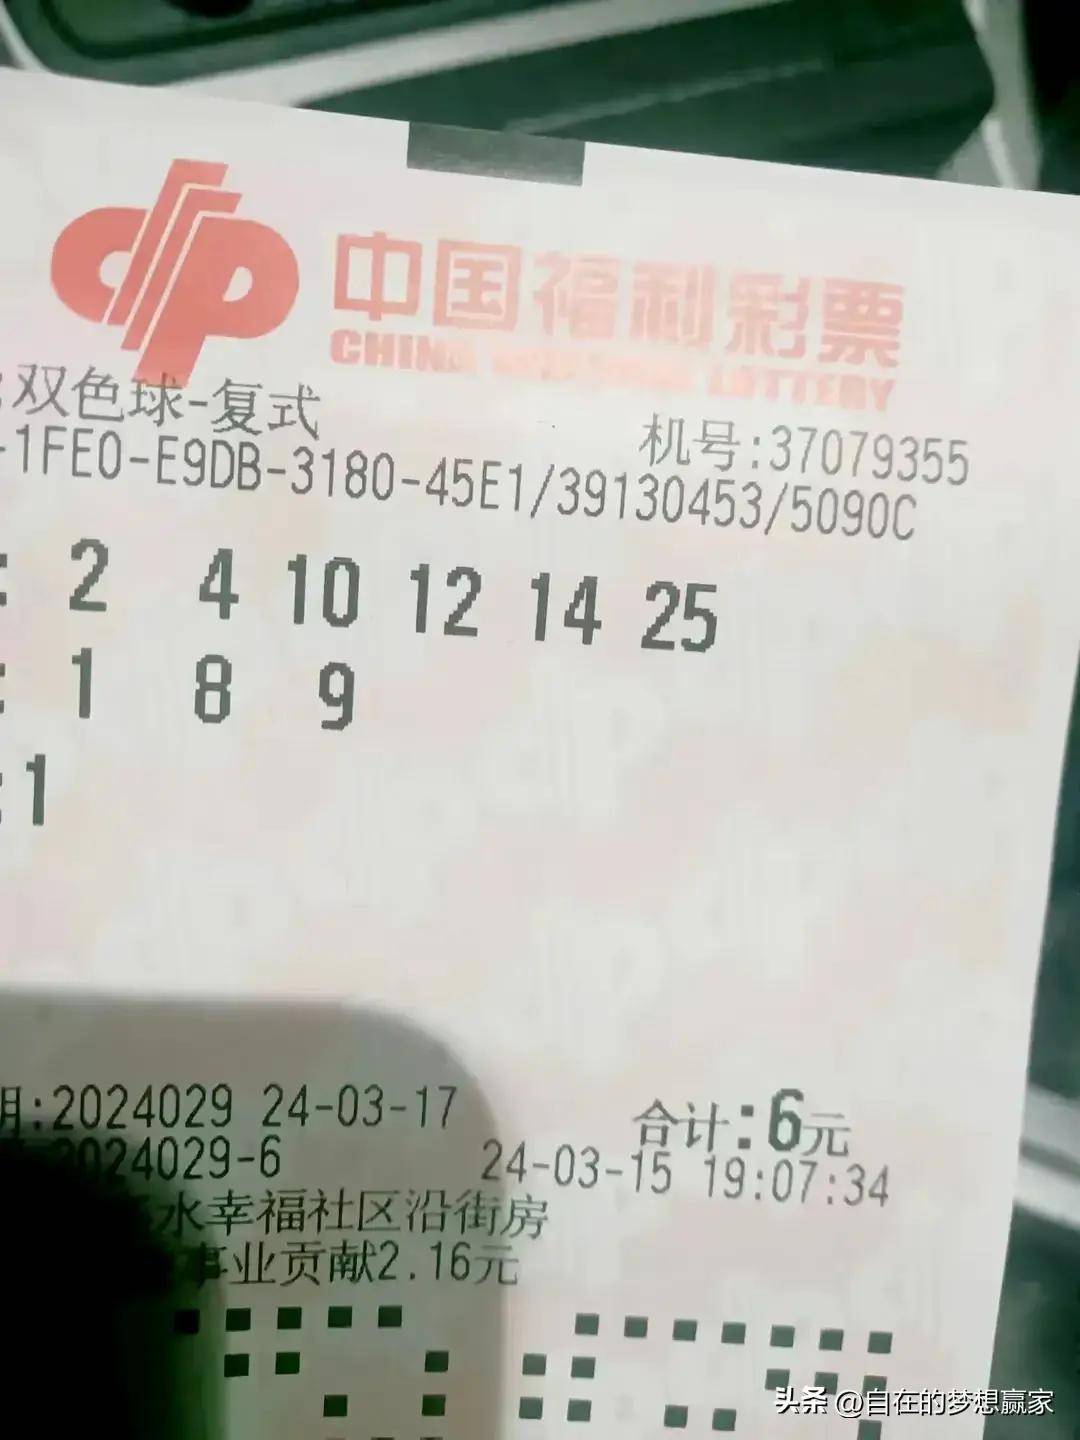 中国福利彩票
CHINA WELFARE LOTTERY
双色球-复式
机号:37079355
-1FE0-E9DB-3180-45E1/39130453/5090C
: 2 4 10 12 14 25
: 1 8 9
:1
期:2024029 24-03-17
合计:6元
2024029-6 24-03-15 19:07:34
水幸福社区沿街房
事业贡献2.16元
头条 @自在的梦想赢家